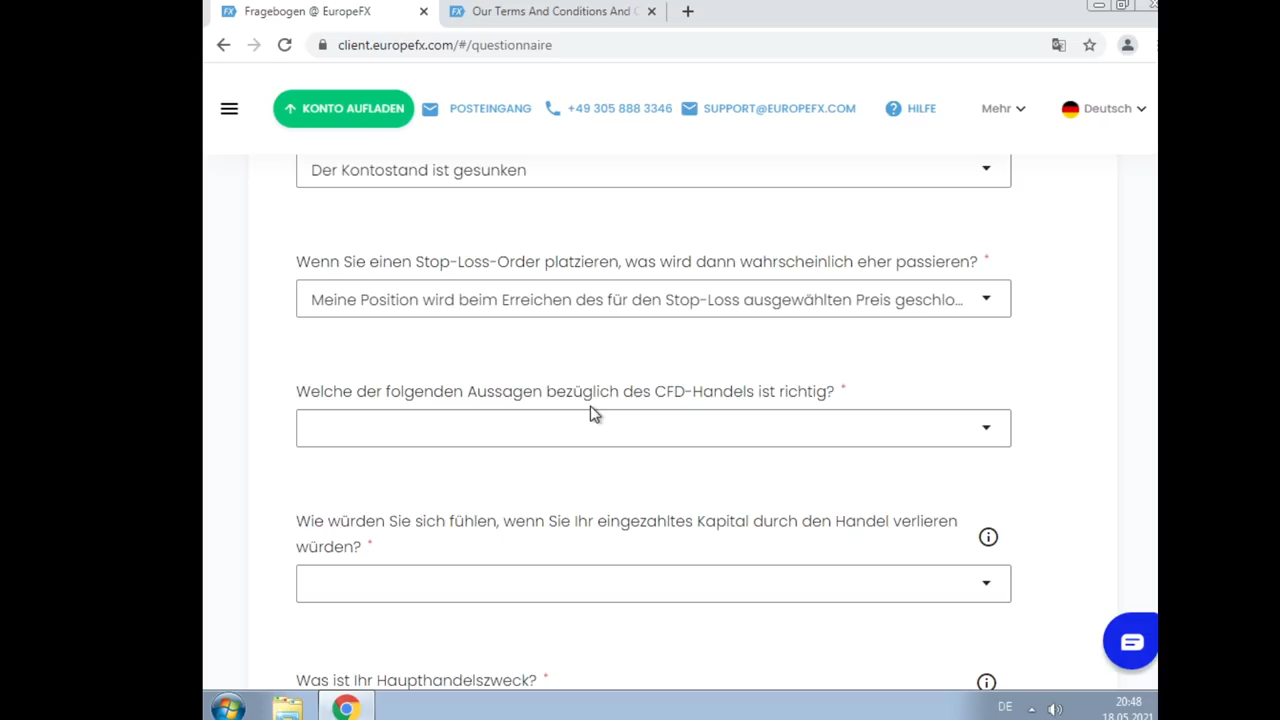 Fragebogen @ EuropeFX
Our Terms And Conditions And
client.europefx.com/#/questionnaire
KONTO AUFLADEN
POSTEINGANG
+49 305 888 3346
SUPPORT@EUROPEFX.COM
HILFE
Mehr
Deutsch
Der Kontostand ist gesunken
Wenn Sie einen Stop-Loss-Order platzieren, was wird dann wahrscheinlich eher passieren? *
Meine Position wird beim Erreichen des für den Stop-Loss ausgewählten Preis geschlo...
Welche der folgenden Aussagen bezüglich des CFD-Handels ist richtig? *
Wie würden Sie sich fühlen, wenn Sie Ihr eingezahltes Kapital durch den Handel verlieren
würden? *
Was ist Ihr Haupthandelszweck? *
DE
20:48
18.05.2021